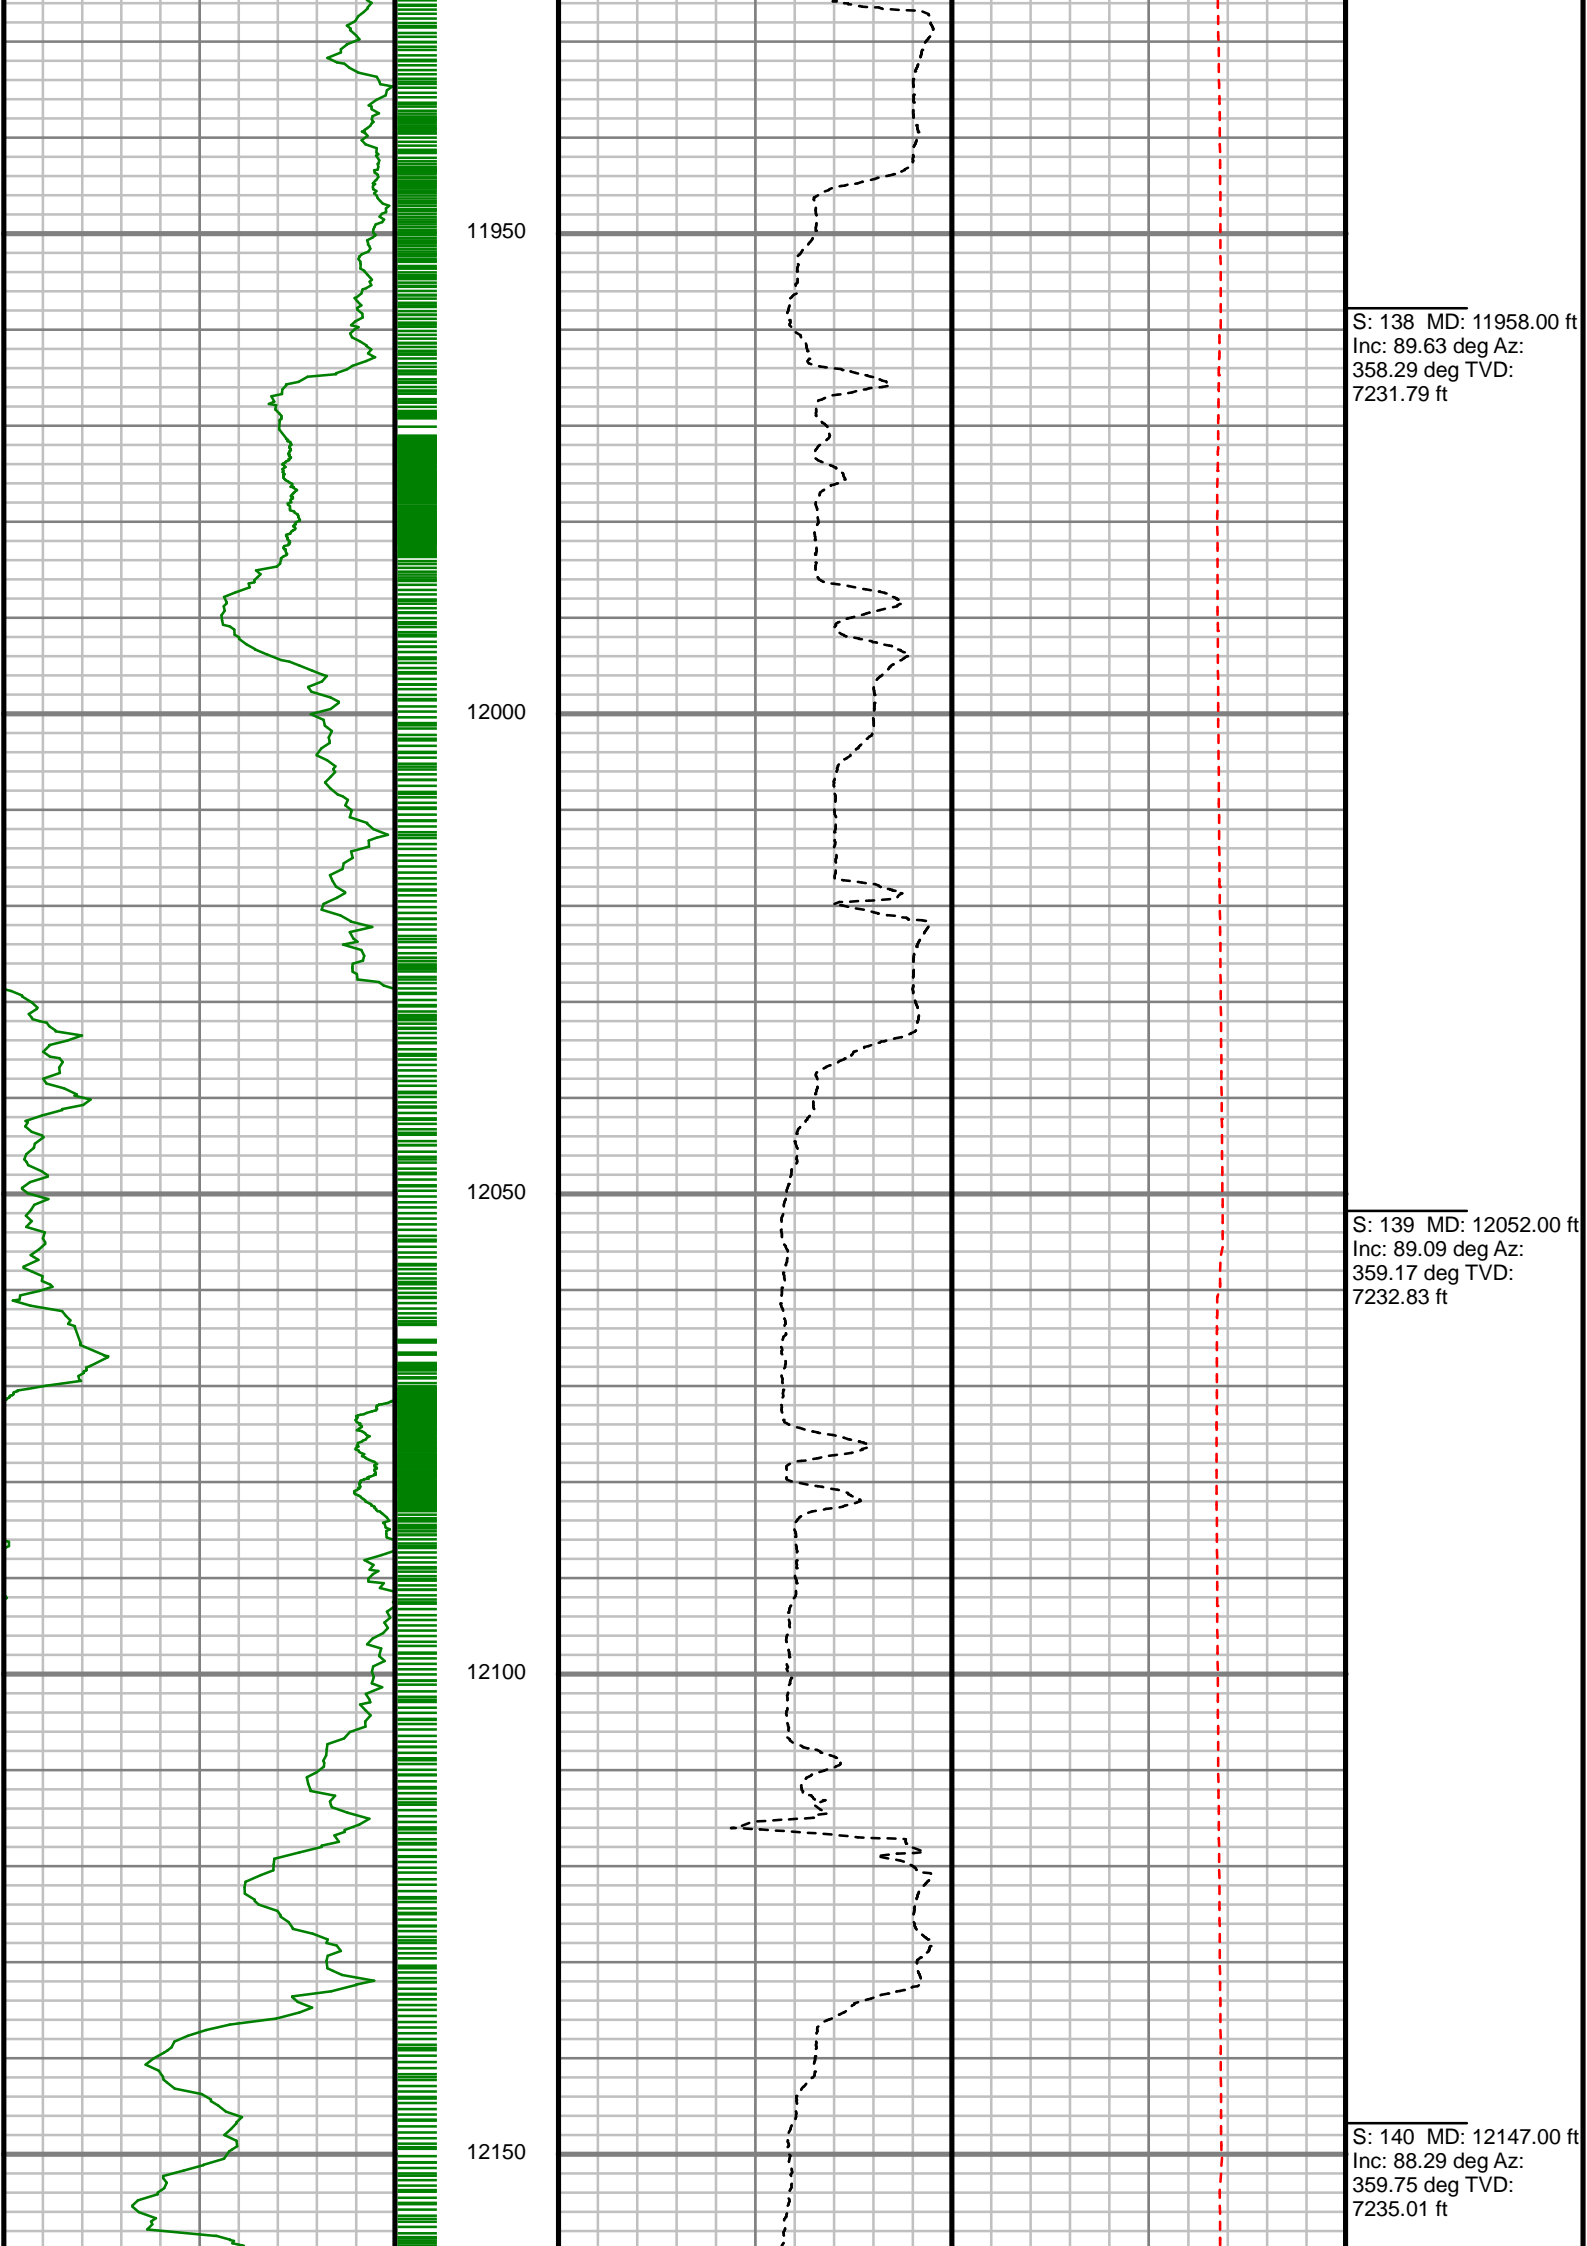 11950
S: 138 MD: 11958.00 ft
Inc: 89.63 deg Az:
358.29 deg TVD:
7231.79 ft
12000
12050
S: 139 MD: 12052.00 ft
Inc: 89.09 deg Az:
359.17 deg TVD:
7232.83 ft
12100
12150
S: 140 MD: 12147.00 ft
Inc: 88.29 deg Az:
359.75 deg TVD:
7235.01 ft